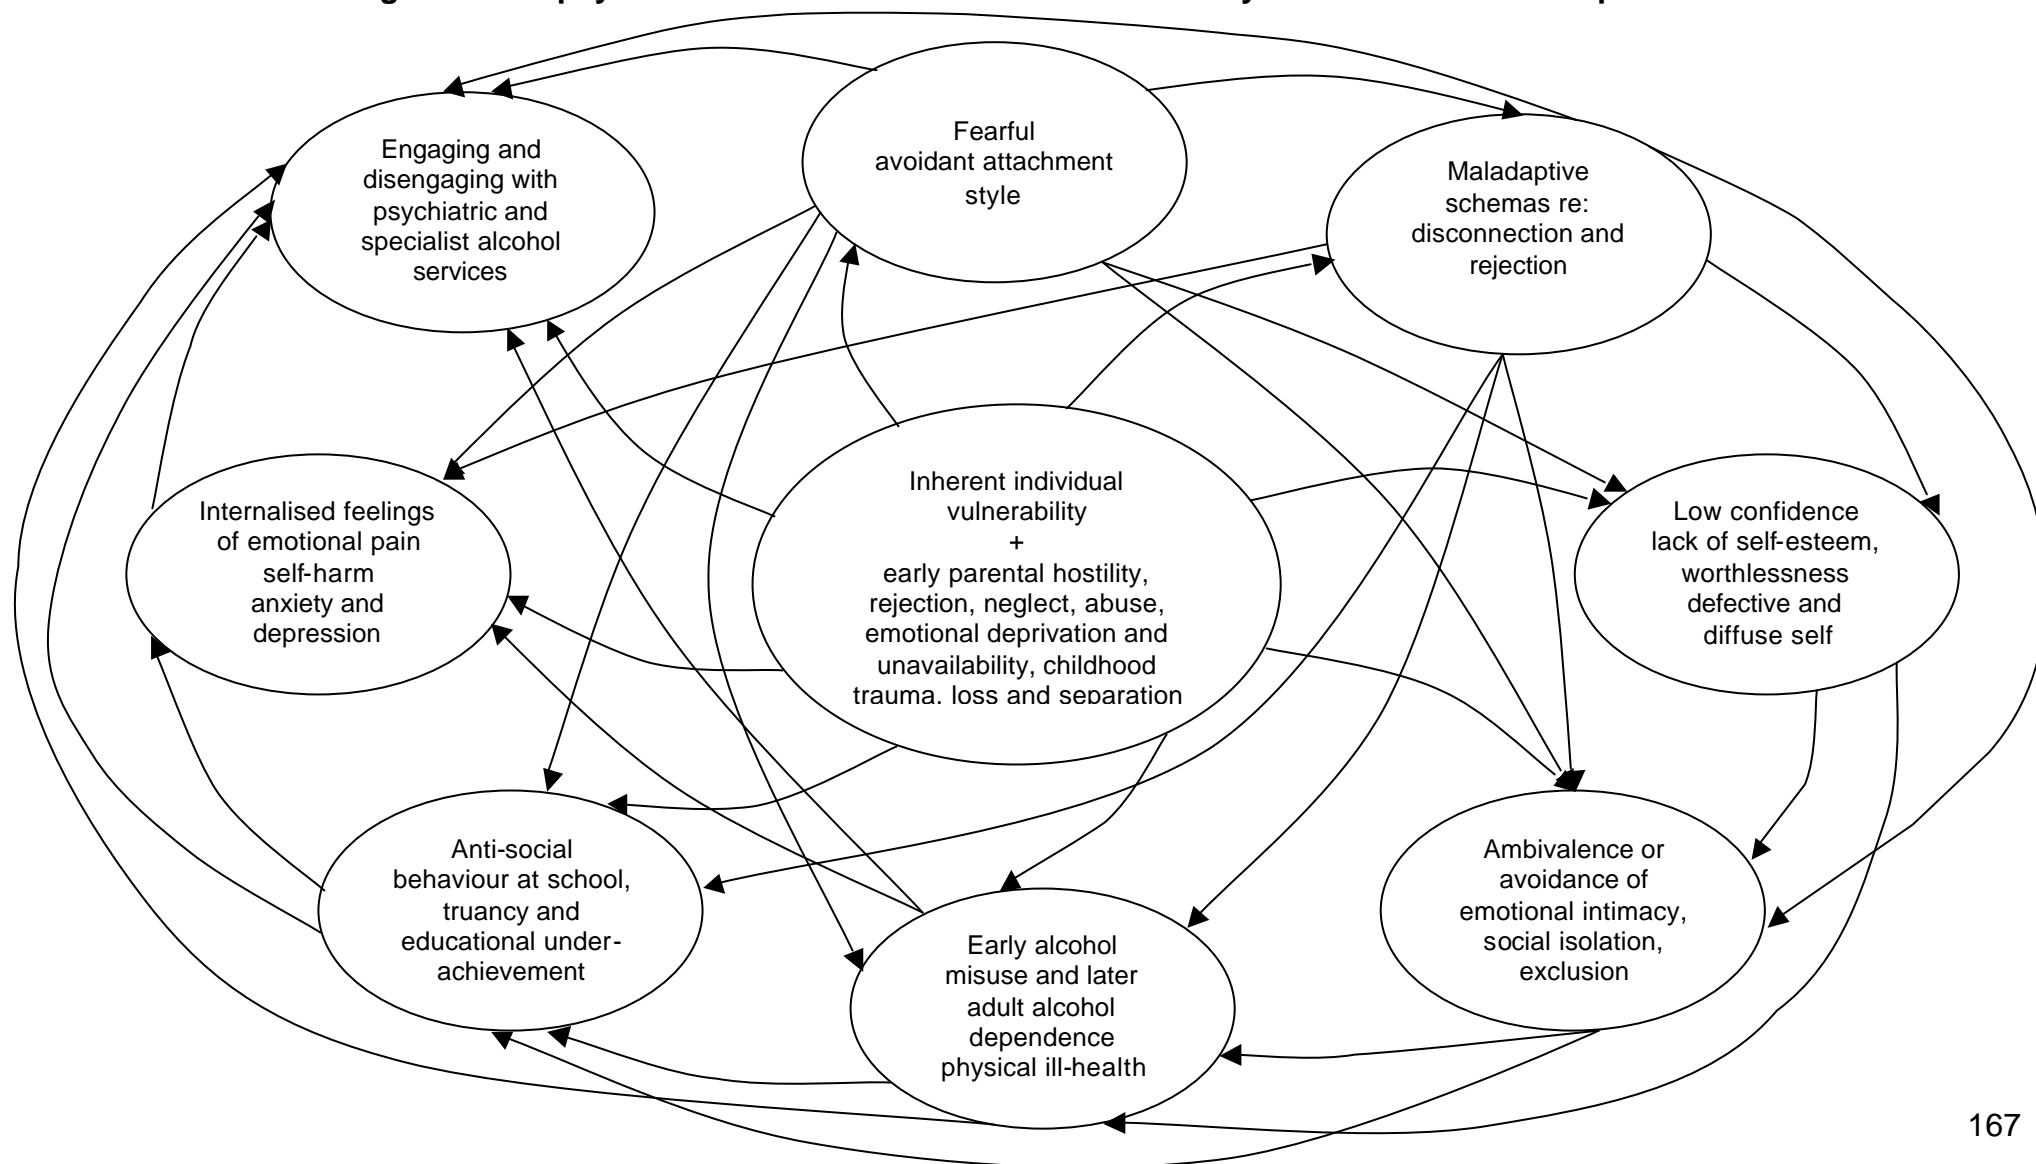 Engaging and
disengaging with
psychiatric and
specialist alcohol
services
Fearful
avoidant attachment
style
Maladaptive
schemas re:
disconnection and
rejection
Internalised feelings
of emotional pain
self-harm
anxiety and
depression
Inherent individual
vulnerability
+
early parental hostility,
rejection, neglect, abuse,
emotional deprivation and
unavailability, childhood
trauma, loss and separation
Low confidence
lack of self-esteem,
worthlessness
defective and
diffuse self
Anti-social
behaviour at school,
truancy and
educational under-
achievement
Early alcohol
misuse and later
adult alcohol
dependence
physical ill-health
Ambivalence or
avoidance of
emotional intimacy,
social isolation,
exclusion
167